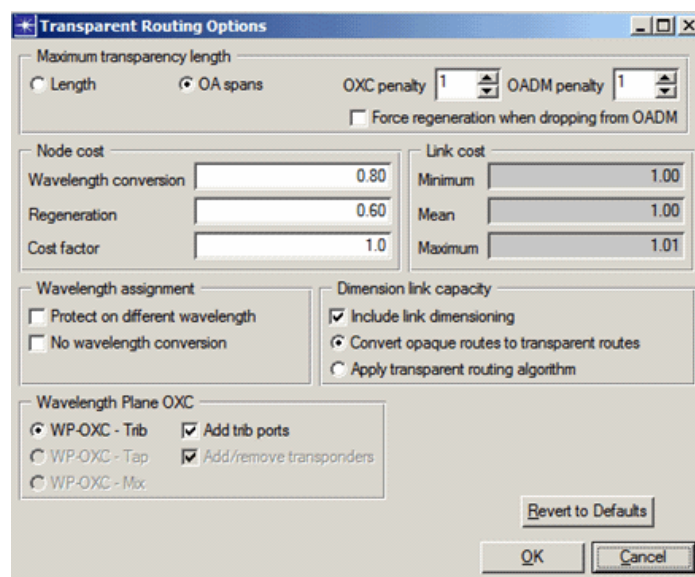 Transparent Routing Options
Maximum transparency length
Length OA spans OXC penalty 1 OADM penalty 1
Force regeneration when dropping from OADM
Node cost
Wavelength conversion 0.80
Regeneration 0.60
Cost factor 1.0
Link cost
Minimum 1.00
Mean 1.00
Maximum 1.01
Wavelength assignment
Protect on different wavelength
No wavelength conversion
Dimension link capacity
Include link dimensioning
Convert opaque routes to transparent routes
Apply transparent routing algorithm
Wavelength Plane OXC
WP-OXC - Trib Add trib ports
WP-OXC - Tap Add/remove transponders
WP-OXC - Mix
Revert to Defaults
OK Cancel